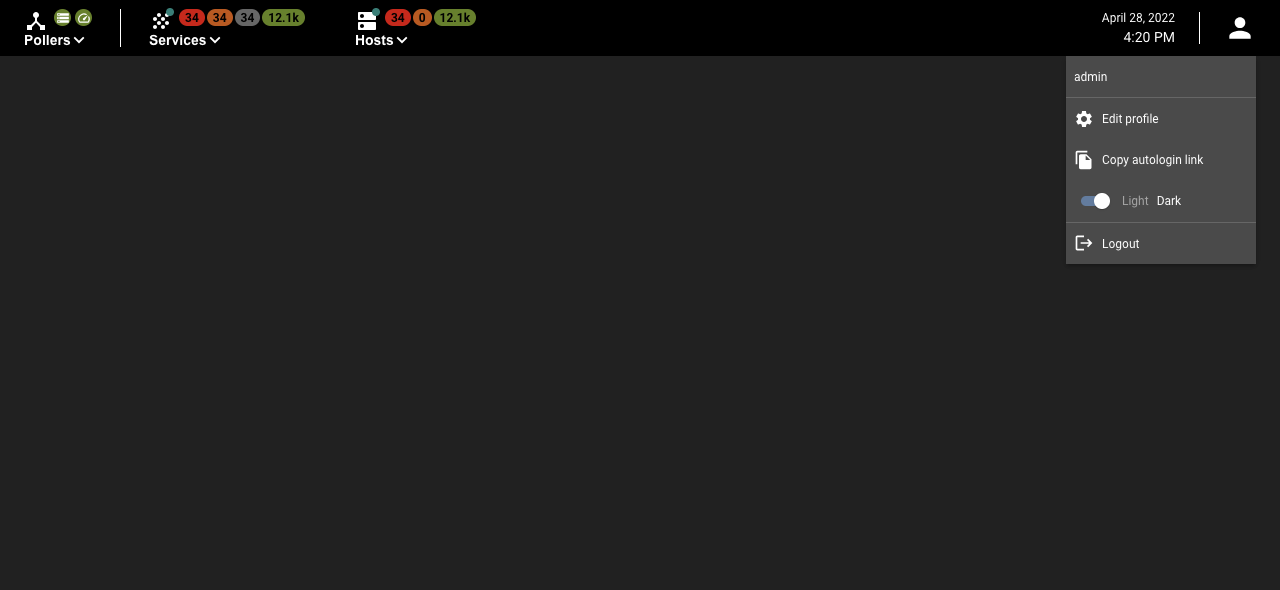 34 34 34 12.1k
34 0 12.1k
April 28, 2022
Pollers
Services
Hosts
4:20 PM
admin
Edit profile
Copy autologin link
Light Dark
Logout